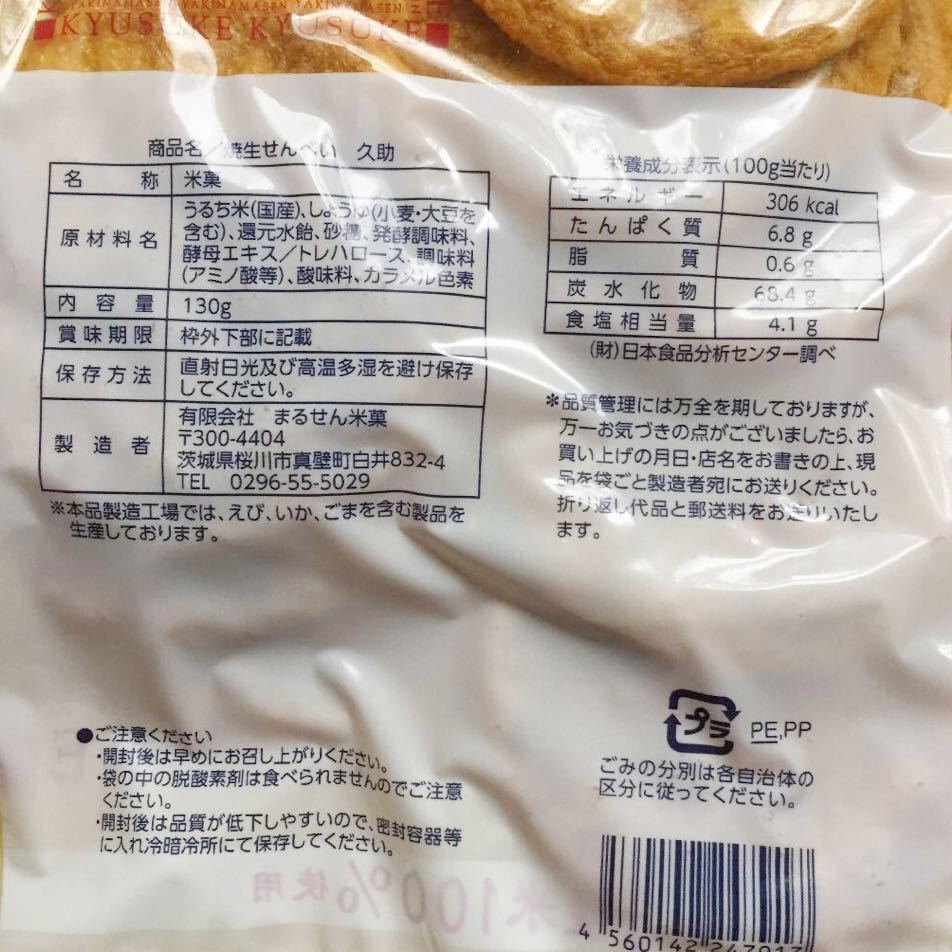 YAKINAMASEN YAKINAMASEN YAKINAMASEN
KYUSUKE KYUSUKE
商品名／焼生せんべい 久助
名称 米菓
原材料名 うるち米(国産)、しょうゆ(小麦・大豆を
含む)、還元水飴、砂糖、発酵調味料、
酵母エキス／トレハロース、調味料
(アミノ酸等)、酸味料、カラメル色素
内容量 130g
賞味期限 枠外下部に記載
保存方法 直射日光及び高温多湿を避け保存
してください。
製造者 有限会社 まるせん米菓
〒300-4404
茨城県桜川市真壁町白井832-4
TEL 0296-55-5029
※本品製造工場では、えび、いか、ごまを含む製品を
生産しております。
栄養成分表示(100g当たり)
エネルギー 306 kcal
たんぱく質 6.8 g
脂質 0.6 g
炭水化物 68.4 g
食塩相当量 4.1 g
(財)日本食品分析センター調べ
＊品質管理には万全を期しておりますが、
万一お気づきの点がございましたら、お
買い上げの月日・店名をお書きの上、現
品を袋ごと製造者宛にお送りください。
折り返し代品と郵送料をお送りいたし
ます。
●ご注意ください
・開封後は早めにお召し上がりください。
・袋の中の脱酸素剤は食べられませんのでご注意
ください。
・開封後は品質が低下しやすいので、密封容器等
に入れ冷暗冷所にて保存してください。
プラ PE,PP
ごみの分別は各自治体の
区分に従ってください。
米100%使用
4 560142